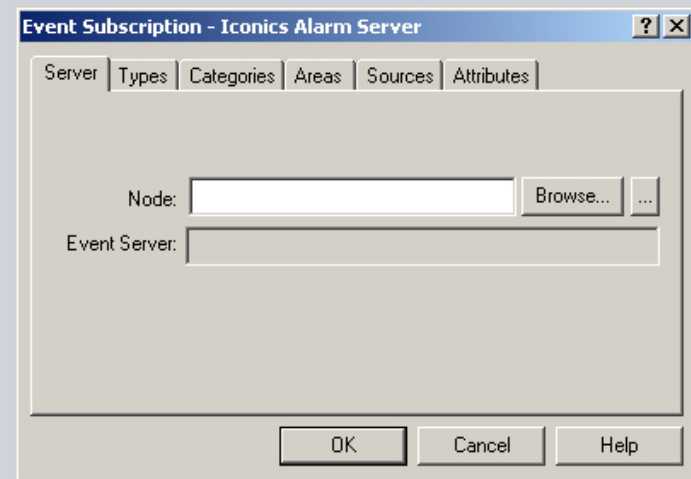 Event Subscription - Iconics Alarm Server ? X
Server Types Categories Areas Sources Attributes
Node: Browse... ...
Event Server:
OK Cancel Help